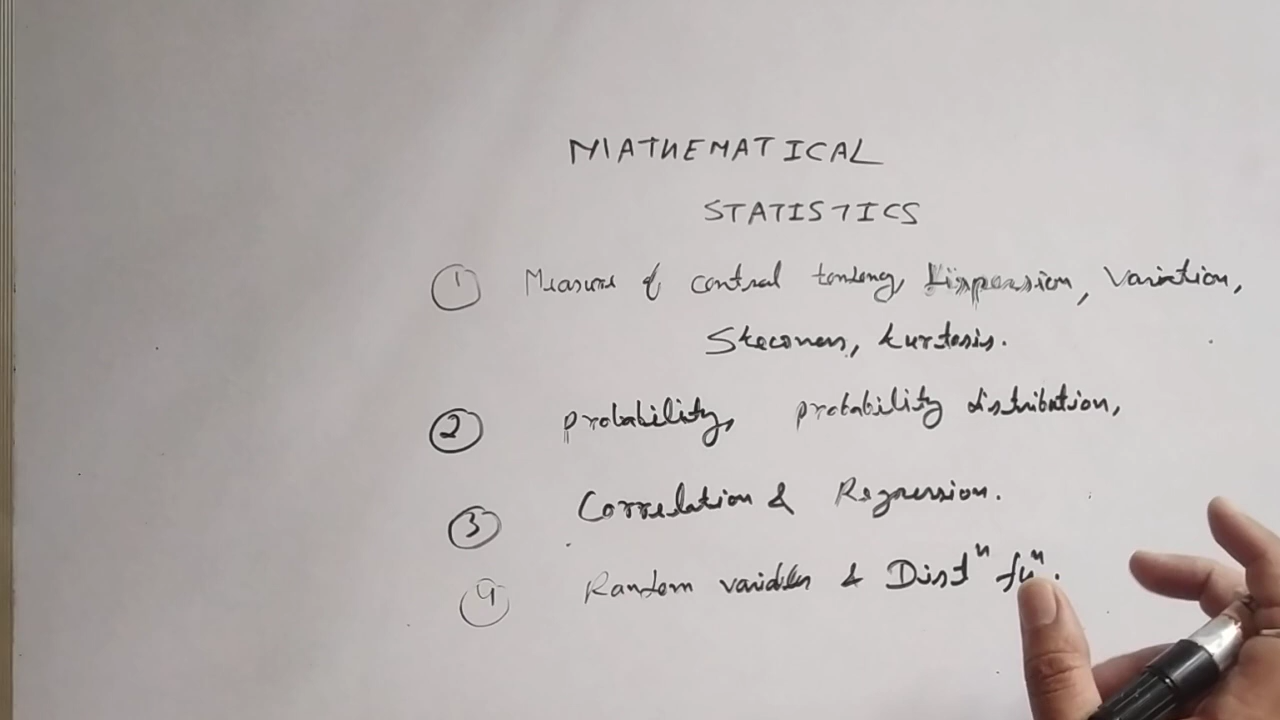 MATHEMATICAL
STATISTICS
① Measure of central tendency, Dispersion, Variation,
Skewness, kurtosis.
② probability, probability distribution,
③ Correlation & Regression.
④ Random variables & Distⁿ fuⁿ.